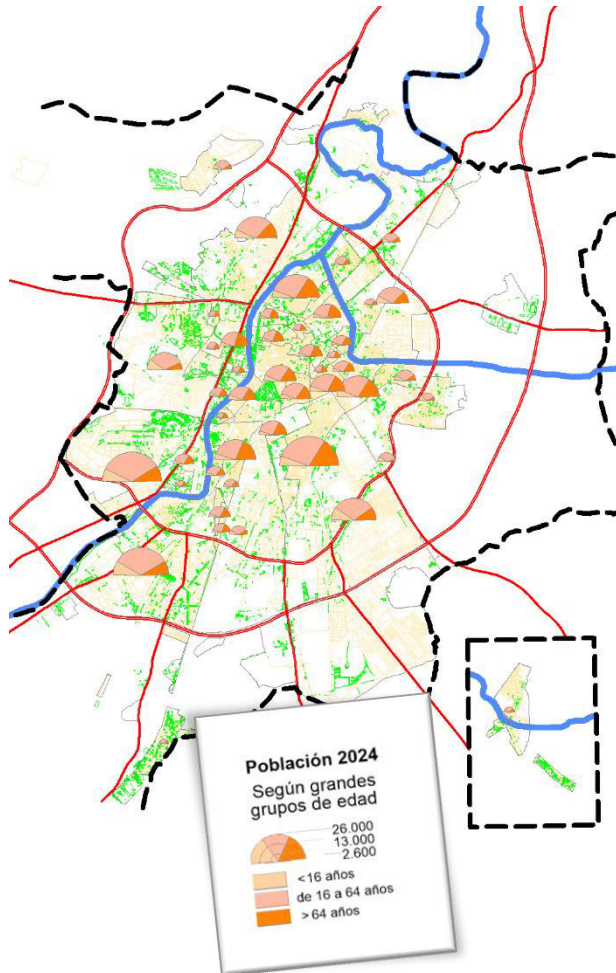 Población 2024
Según grandes
grupos de edad
26.000
13.000
2.600
<16 años
de 16 a 64 años
> 64 años